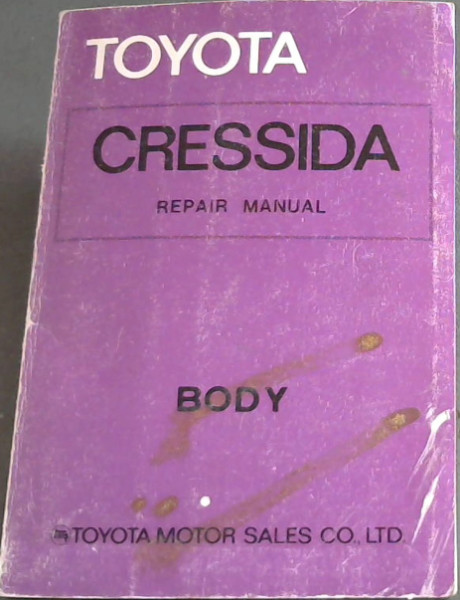 TOYOTA
CRESSIDA
REPAIR MANUAL
BODY
TOYOTA MOTOR SALES CO., LTD.